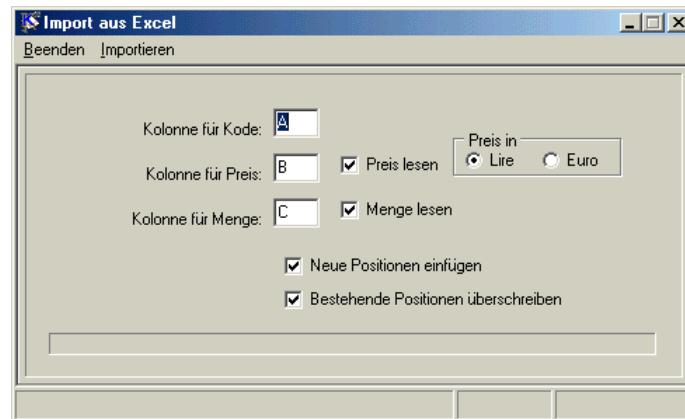 Import aus Excel
Beenden Importieren
Kolonne für Kode: A
Preis in
Kolonne für Preis: B Preis lesen Lire Euro
Kolonne für Menge: C Menge lesen
Neue Positionen einfügen
Bestehende Positionen überschreiben